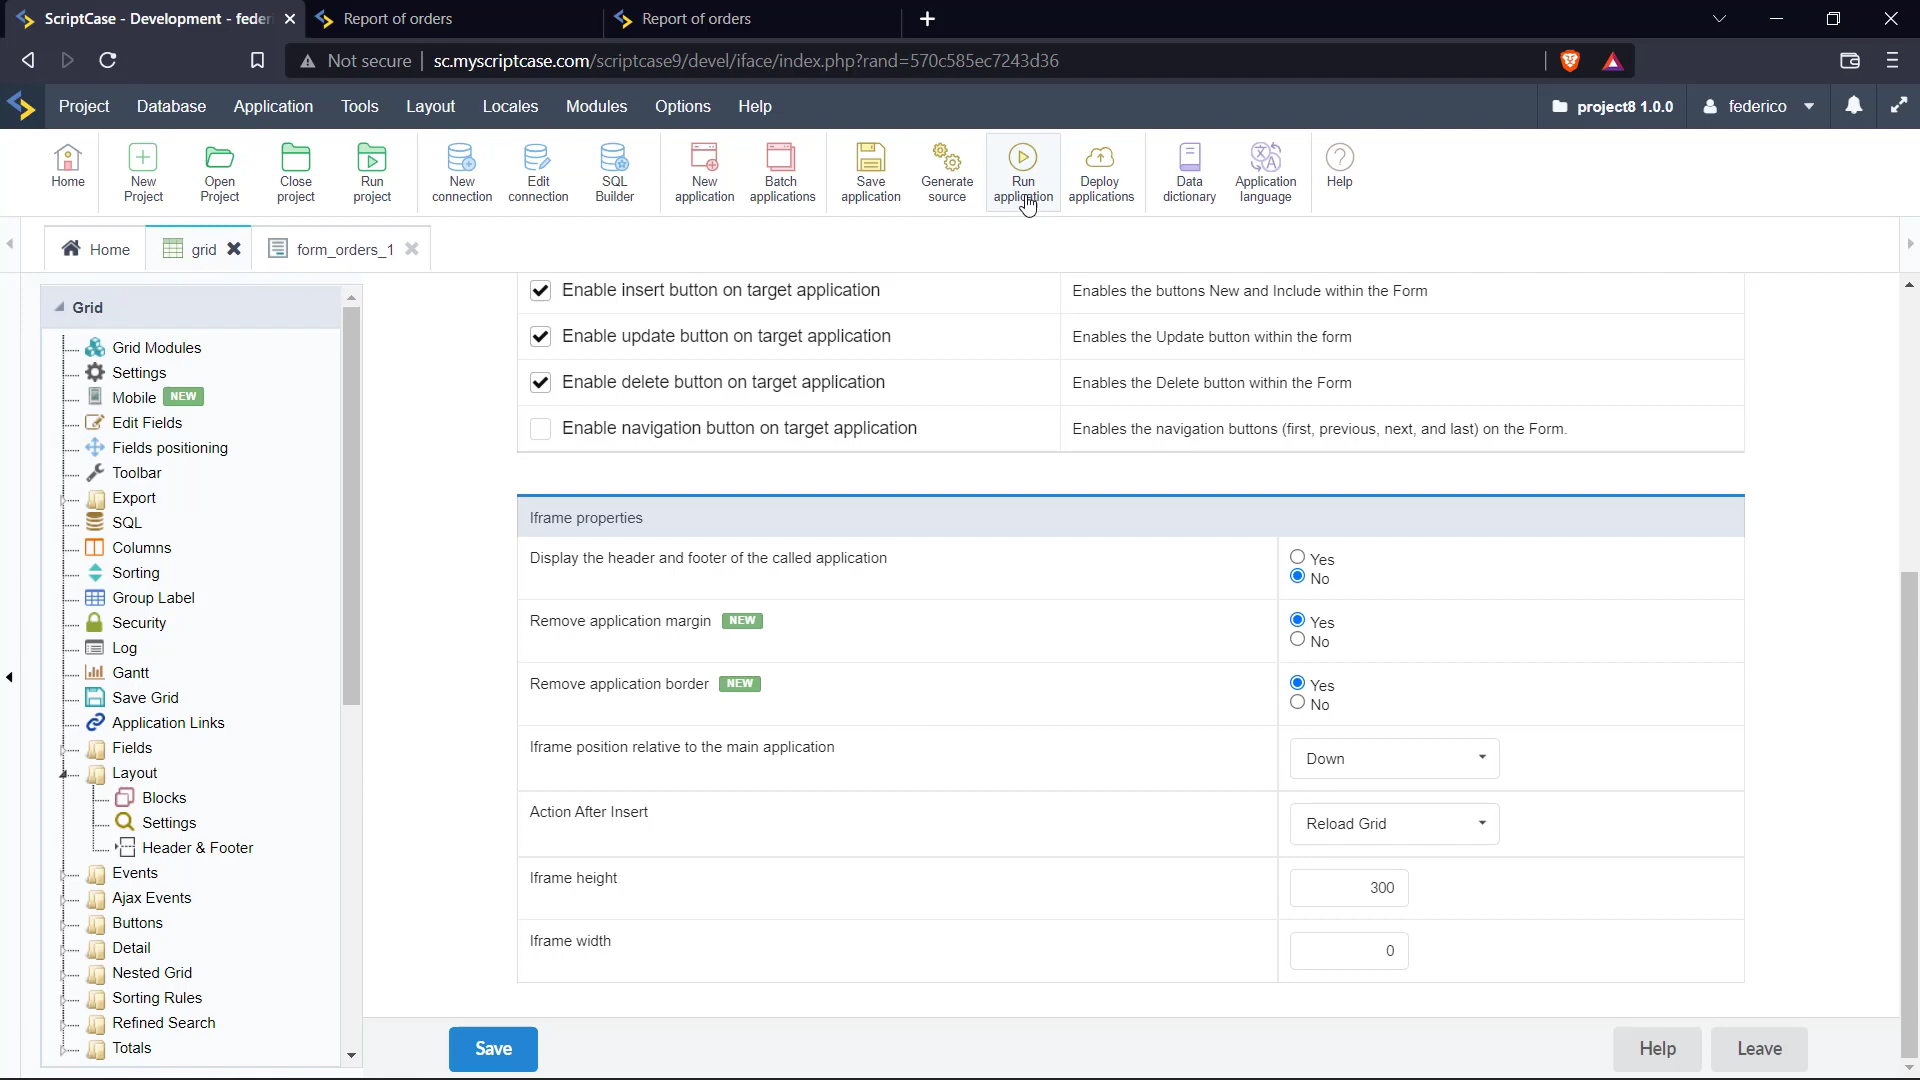 ScriptCase - Development - feder
Report of orders
Report of orders
Not secure
sc.myscriptcase.com/scriptcase9/devel/iface/index.php?rand=570c585ec7243d36
Project
Database
Application
Tools
Layout
Locales
Modules
Options
Help
project8 1.0.0
federico
Home
New
Project
Open
Project
Close
project
Run
project
New
connection
Edit
connection
SQL
Builder
New
application
Batch
applications
Save
application
Generate
source
Run
application
Deploy
applications
Data
dictionary
Application
language
Help
Home
grid
form_orders_1
Grid
Grid Modules
Settings
Mobile NEW
Edit Fields
Fields positioning
Toolbar
Export
SQL
Columns
Sorting
Group Label
Security
Log
Gantt
Save Grid
Application Links
Fields
Layout
Blocks
Settings
Header & Footer
Events
Ajax Events
Buttons
Detail
Nested Grid
Sorting Rules
Refined Search
Totals
Enable insert button on target application
Enables the buttons New and Include within the Form
Enable update button on target application
Enables the Update button within the form
Enable delete button on target application
Enables the Delete button within the Form
Enable navigation button on target application
Enables the navigation buttons (first, previous, next, and last) on the Form.
Iframe properties
Display the header and footer of the called application
Yes
No
Remove application margin NEW
Yes
No
Remove application border NEW
Yes
No
Iframe position relative to the main application
Down
Action After Insert
Reload Grid
Iframe height
300
Iframe width
0
Save
Help
Leave